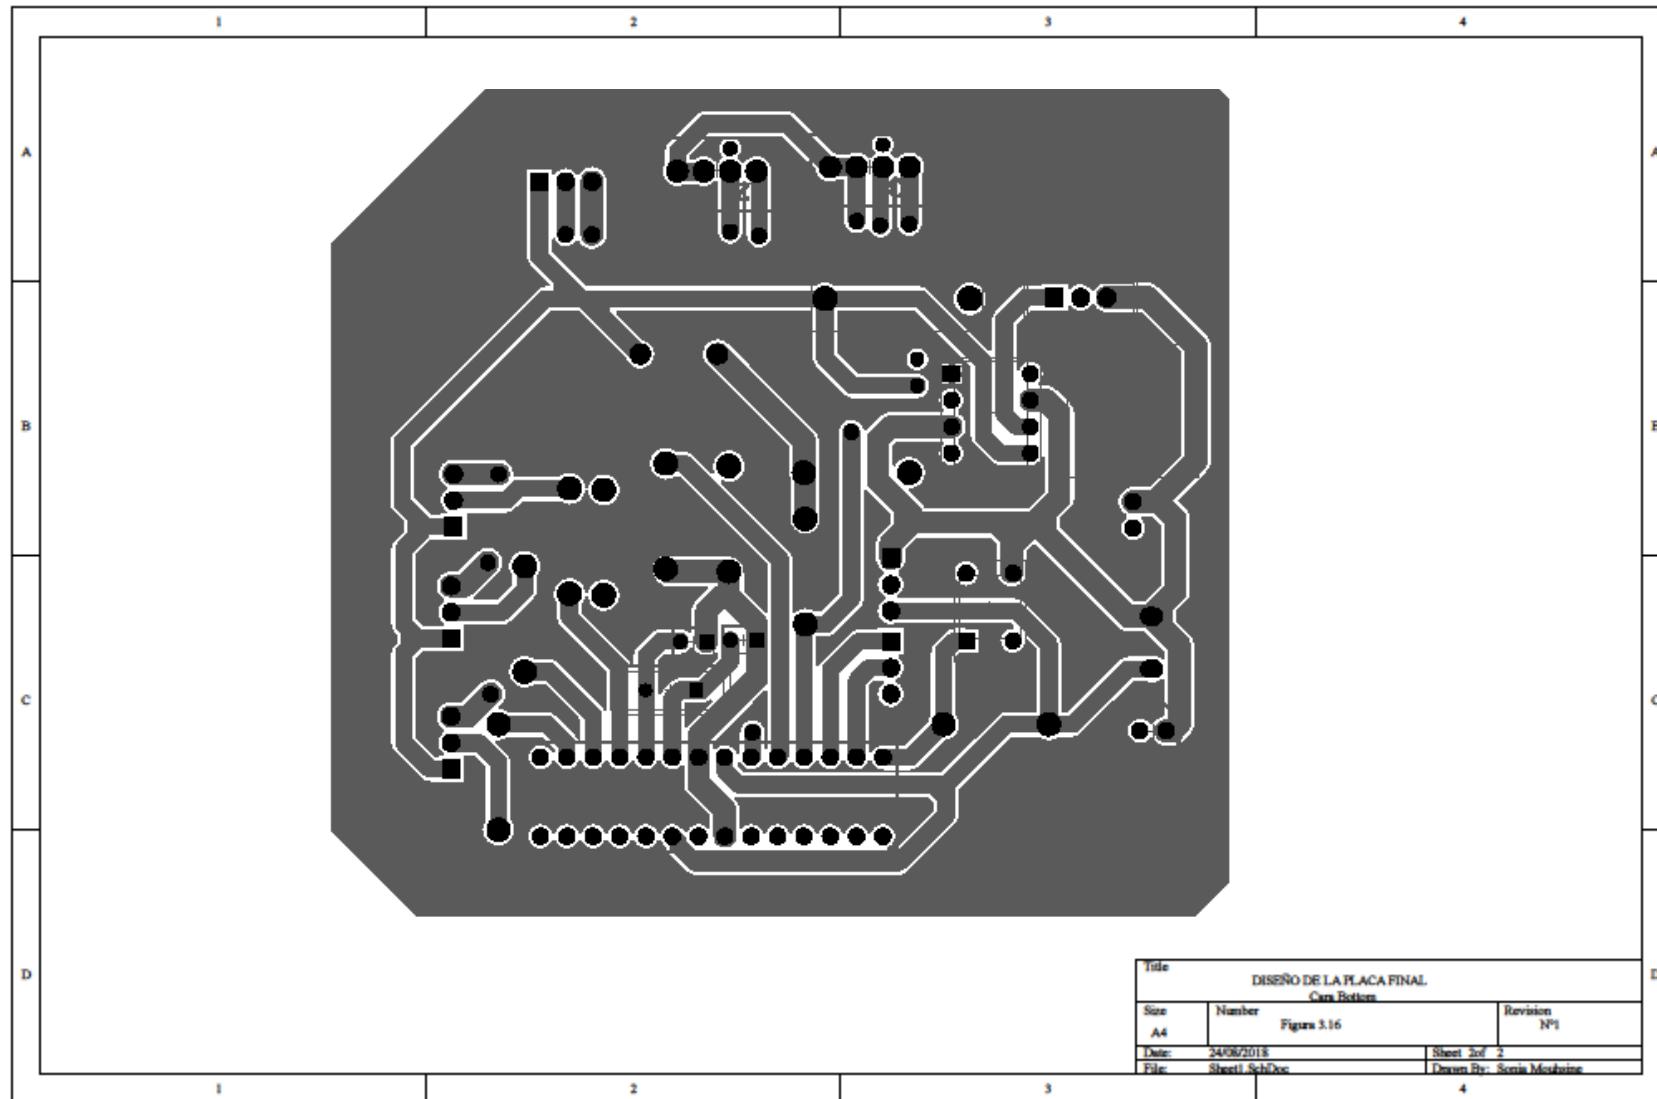 1 2 3 4
A A
B B
C C
D D
Title
DISEÑO DE LA PLACA FINAL
Cara Bottom
Size Number Revision
A4 Figura 3.16 Nº1
Date: 24/08/2018 Sheet 2of 2
File: Sheet1.SchDoc Drawn By: Sonia Mouhsine
1 2 3 4